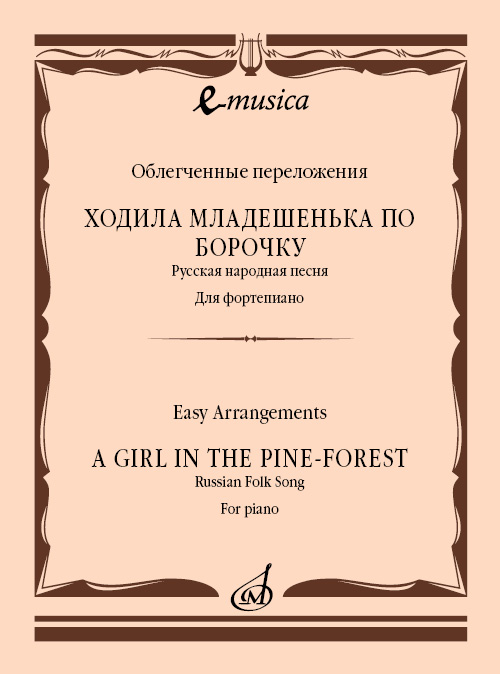 e-musica
Облегченные переложения
ХОДИЛА МЛАДЕШЕНЬКА ПО
БОРОЧКУ
Русская народная песня
Для фортепиано
Easy Arrangements
A GIRL IN THE PINE-FOREST
Russian Folk Song
For piano
М